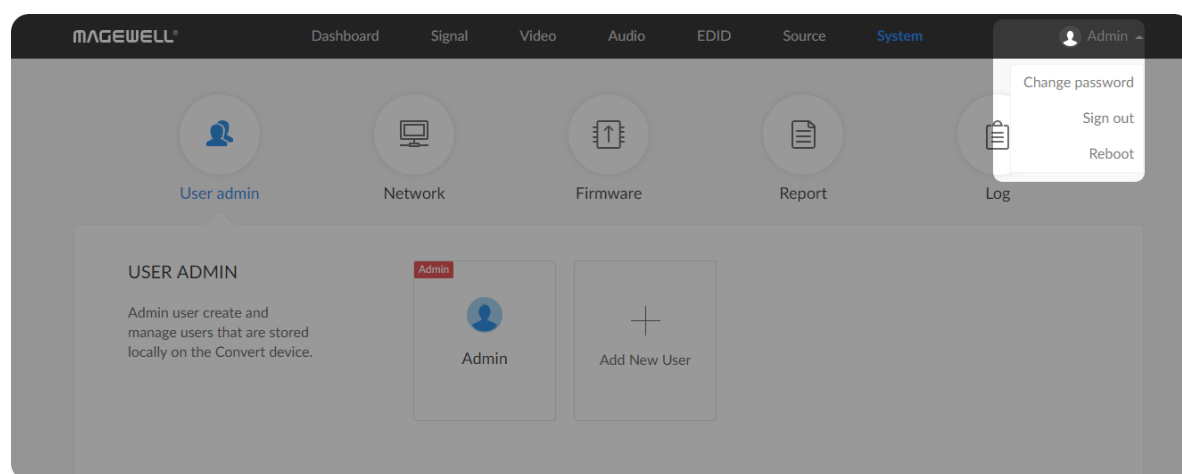 MAGEWELL®
Dashboard Signal Video Audio EDID Source System Admin
Change password
Sign out
Reboot
User admin Network Firmware Report Log
USER ADMIN
Admin user create and
manage users that are stored
locally on the Convert device.
Admin
Admin
Add New User